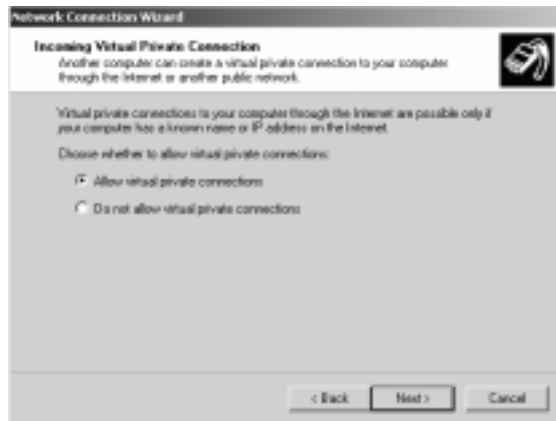 Network Connection Wizard
Incoming Virtual Private Connection
Another computer can create a virtual private connection to your computer
through the Internet or another public network.
Virtual private connections to your computer through the Internet are possible only if
your computer has a known name or IP address on the Internet.
Choose whether to allow virtual private connections:
Allow virtual private connections
Do not allow virtual private connections
< Back
Next >
Cancel